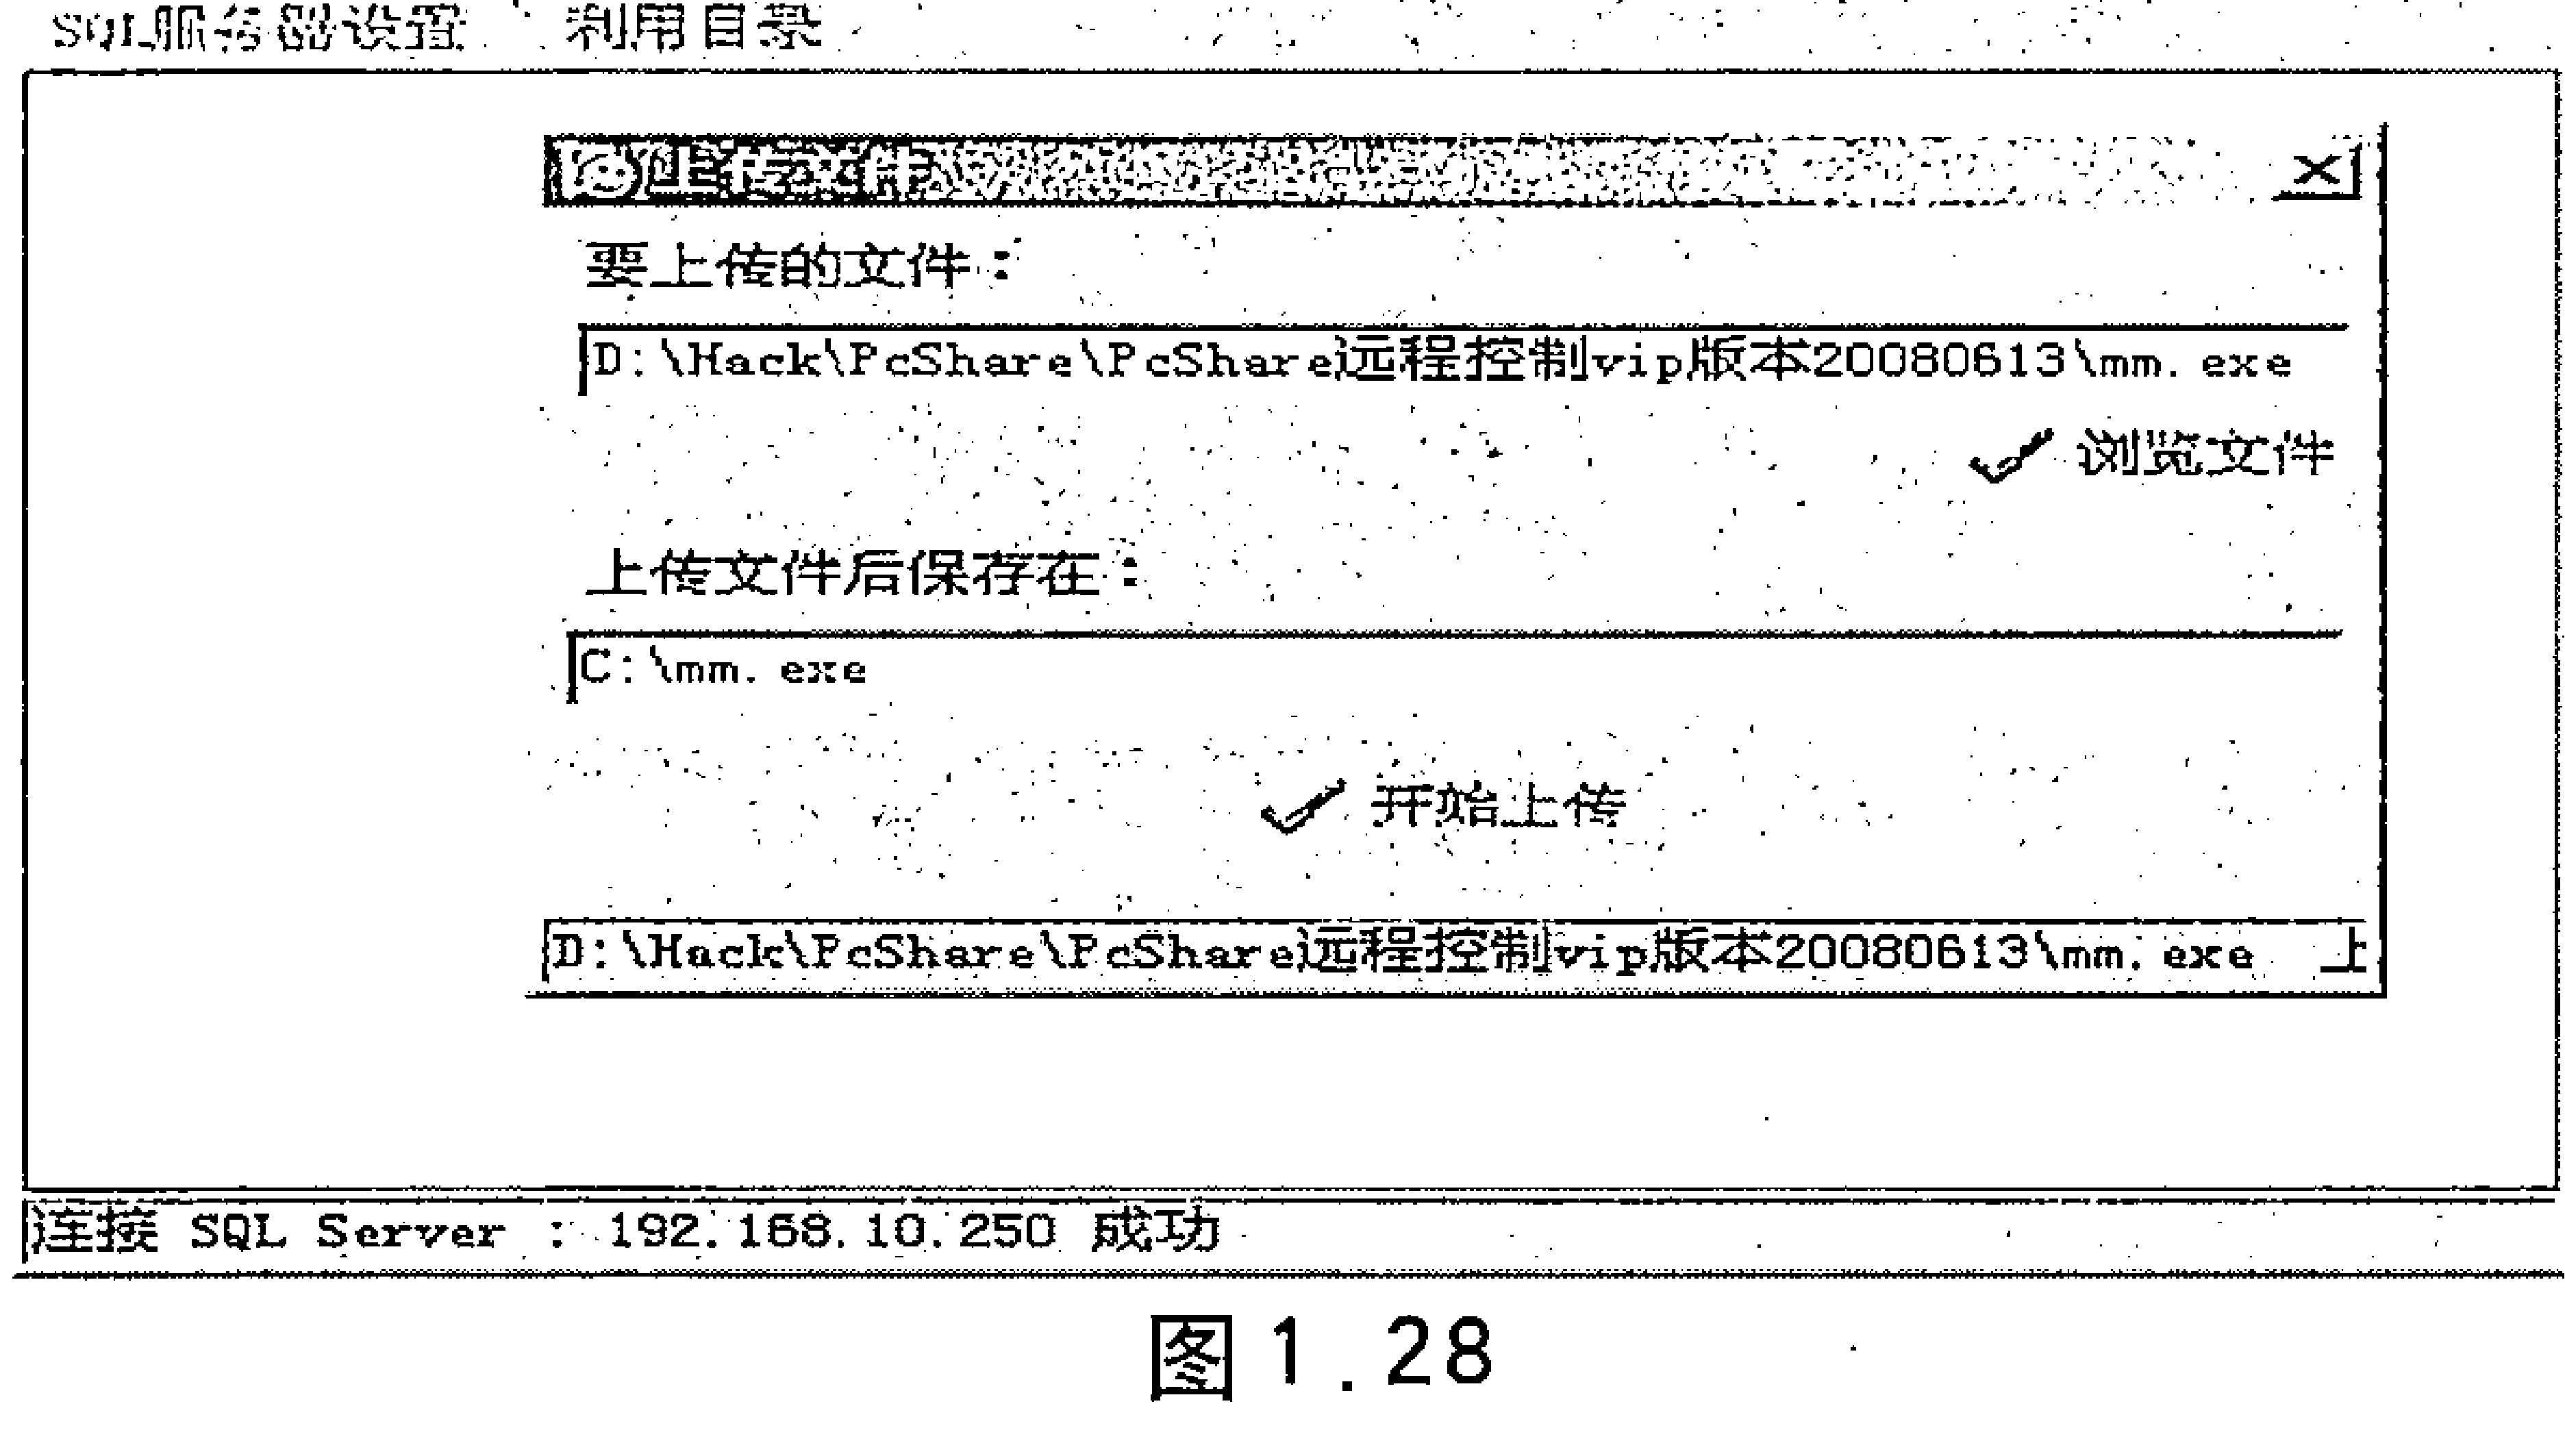 SQL服务器设置 利用目录
上传文件
要上传的文件：
D:\Hack\PcShare\PcShare远程控制vip版本20080613\mm.exe
浏览文件
上传文件后保存在：
C:\mm.exe
开始上传
D:\Hack\PcShare\PcShare远程控制vip版本20080613\mm.exe 上
连接 SQL Server : 192.168.10.250 成功
图1.28